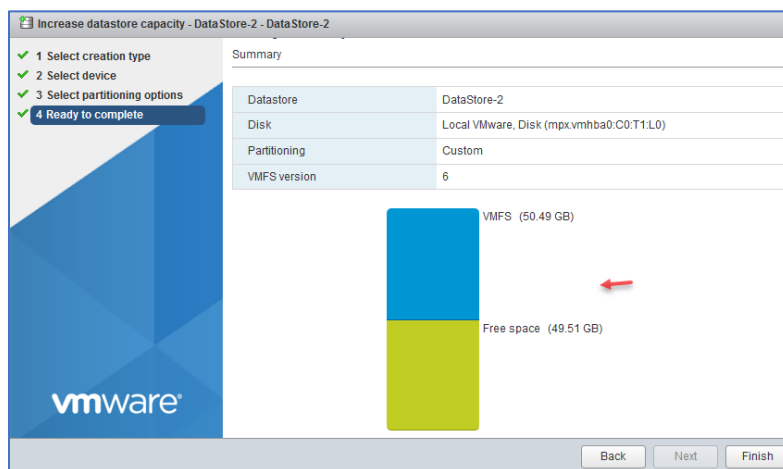 Increase datastore capacity - DataStore-2 - DataStore-2
1 Select creation type
2 Select device
3 Select partitioning options
4 Ready to complete
Summary
Datastore DataStore-2
Disk Local VMware, Disk (mpx.vmhba0:C0:T1:L0)
Partitioning Custom
VMFS version 6
VMFS (50.49 GB)
Free space (49.51 GB)
vmware®
Back Next Finish